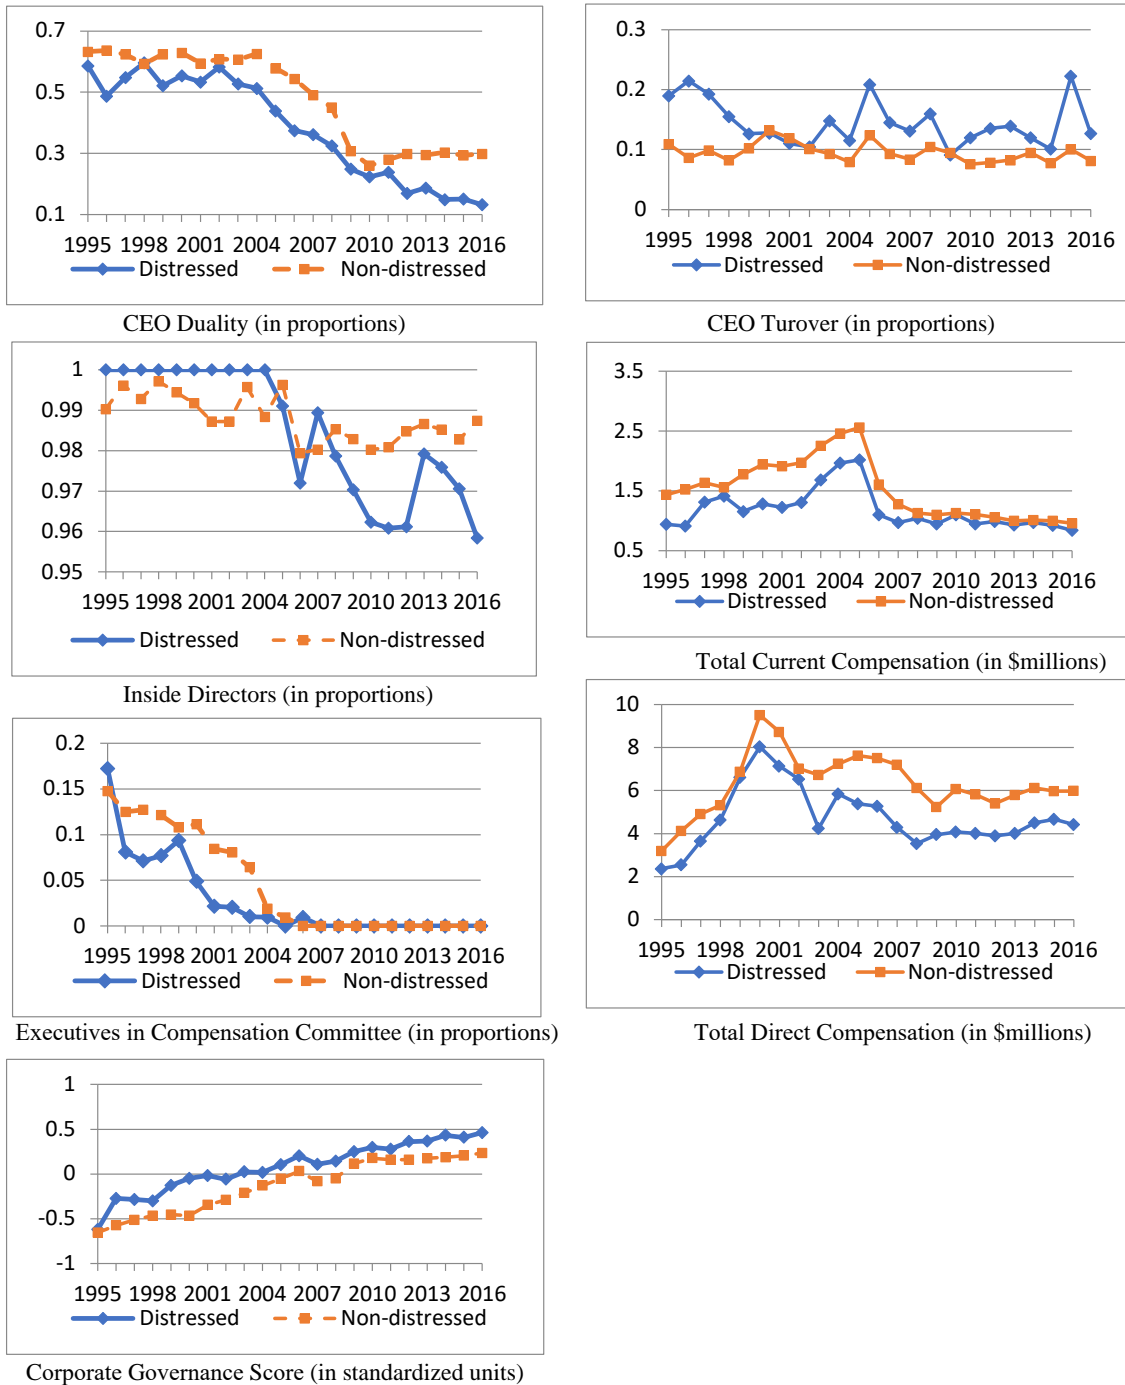 0.7
0.5
0.3
0.1
1995 1998 2001 2004 2007 2010 2013 2016
Distressed Non-distressed
CEO Duality (in proportions)
0.3
0.2
0.1
0
1995 1998 2001 2004 2007 2010 2013 2016
Distressed Non-distressed
CEO Turover (in proportions)
1
0.99
0.98
0.97
0.96
0.95
1995 1998 2001 2004 2007 2010 2013 2016
Distressed Non-distressed
Inside Directors (in proportions)
3.5
2.5
1.5
0.5
1995 1998 2001 2004 2007 2010 2013 2016
Distressed Non-distressed
Total Current Compensation (in $millions)
0.2
0.15
0.1
0.05
0
1995 1998 2001 2004 2007 2010 2013 2016
Distressed Non-distressed
Executives in Compensation Committee (in proportions)
10
8
6
4
2
0
1995 1998 2001 2004 2007 2010 2013 2016
Distressed Non-distressed
Total Direct Compensation (in $millions)
1
0.5
0
-0.5
-1
1995 1998 2001 2004 2007 2010 2013 2016
Distressed Non-distressed
Corporate Governance Score (in standardized units)